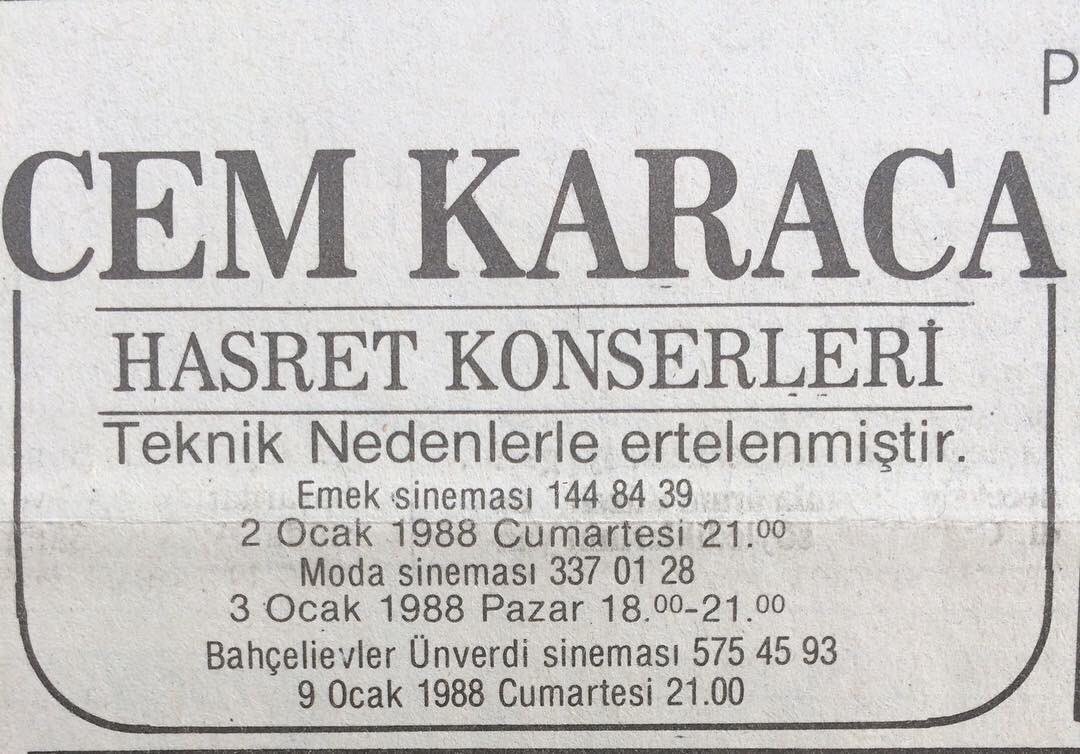 P
CEM KARACA
HASRET KONSERLERİ
Teknik Nedenlerle ertelenmiştir.
Emek sineması 144 84 39
2 Ocak 1988 Cumartesi 21.00
Moda sineması 337 01 28
3 Ocak 1988 Pazar 18.00-21.00
Bahçelievler Ünverdi sineması 575 45 93
9 Ocak 1988 Cumartesi 21.00